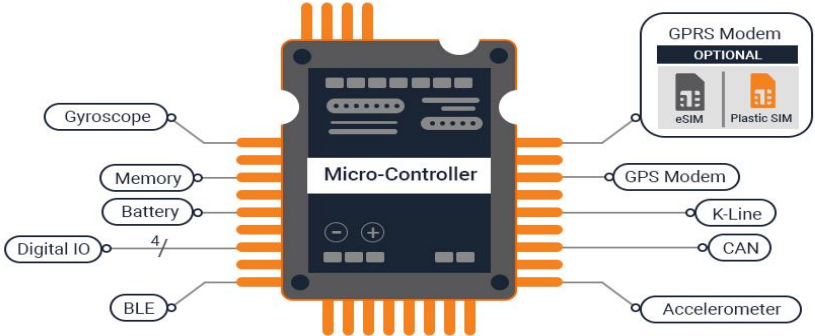 GPRS Modem
OPTIONAL
eSIM
Plastic SIM
Gyroscope
Micro-Controller
Memory
GPS Modem
Battery
K-Line
4/
Digital IO
CAN
BLE
Accelerometer